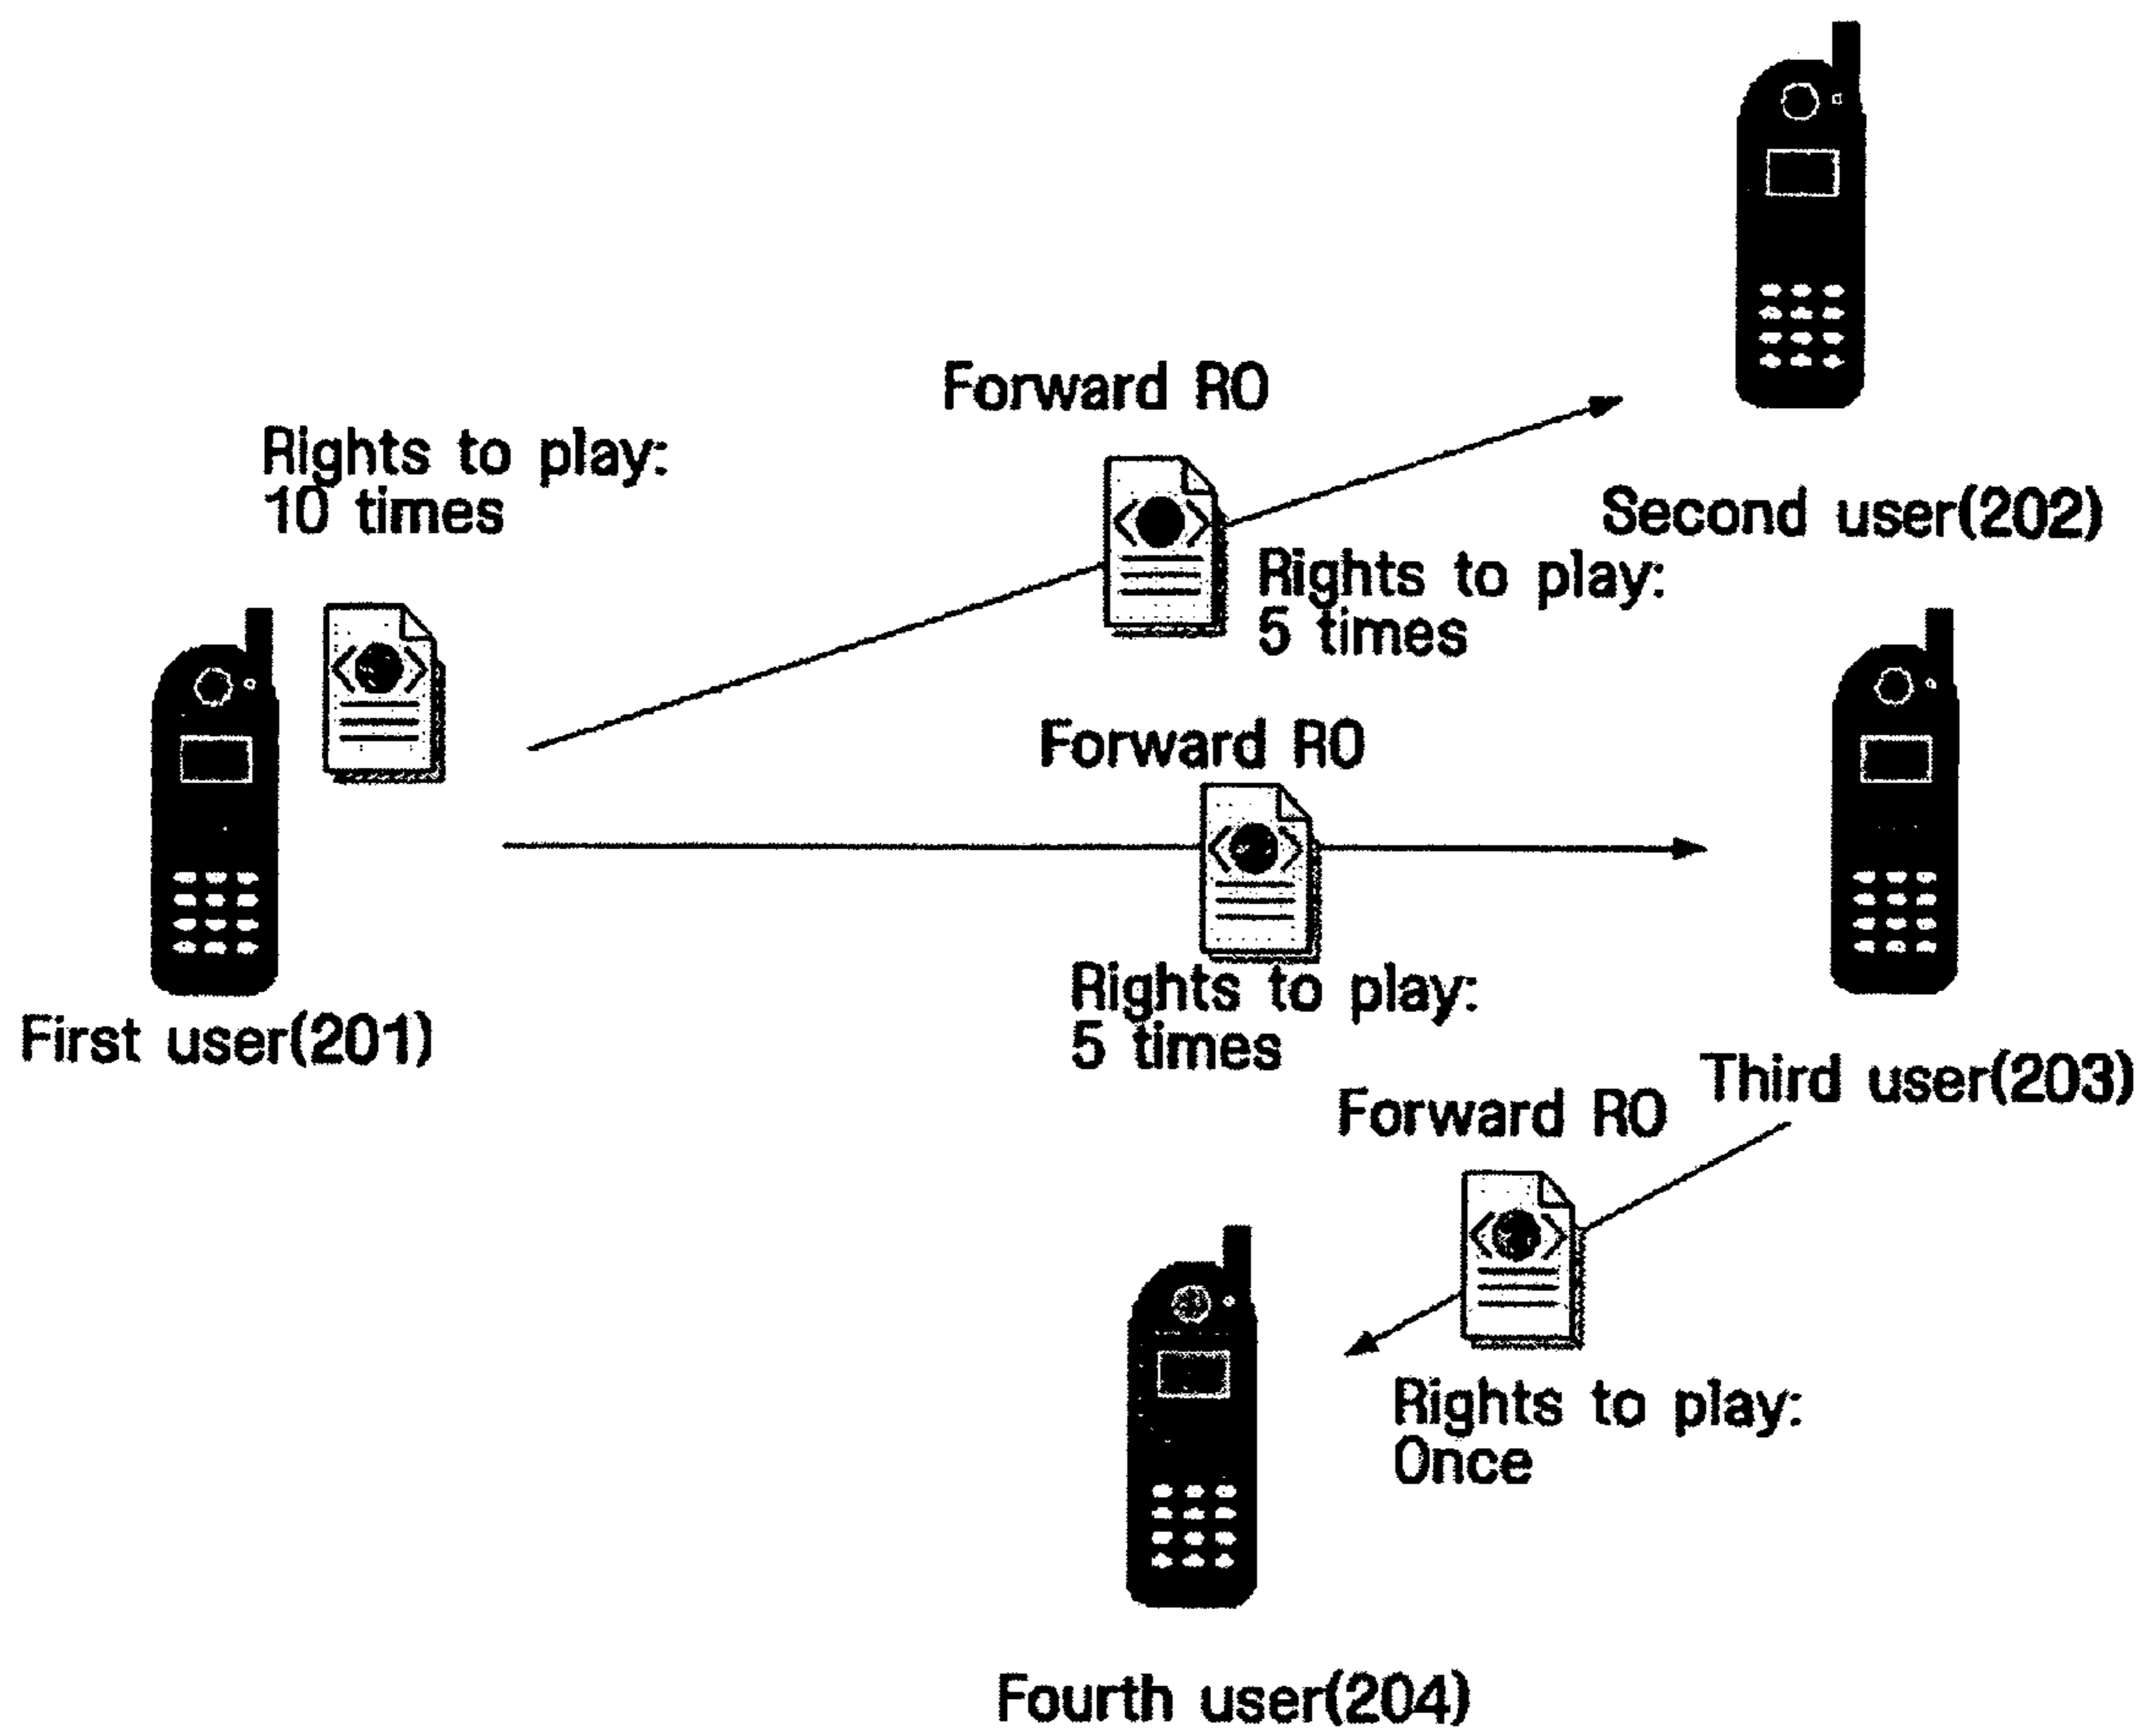 Forward RO
Rights to play:
10 times
Second user(202)
Rights to play:
5 times
Forward RO
Rights to play:
5 times
First user(201)
Third user(203)
Forward RO
Rights to play:
Once
Fourth user(204)